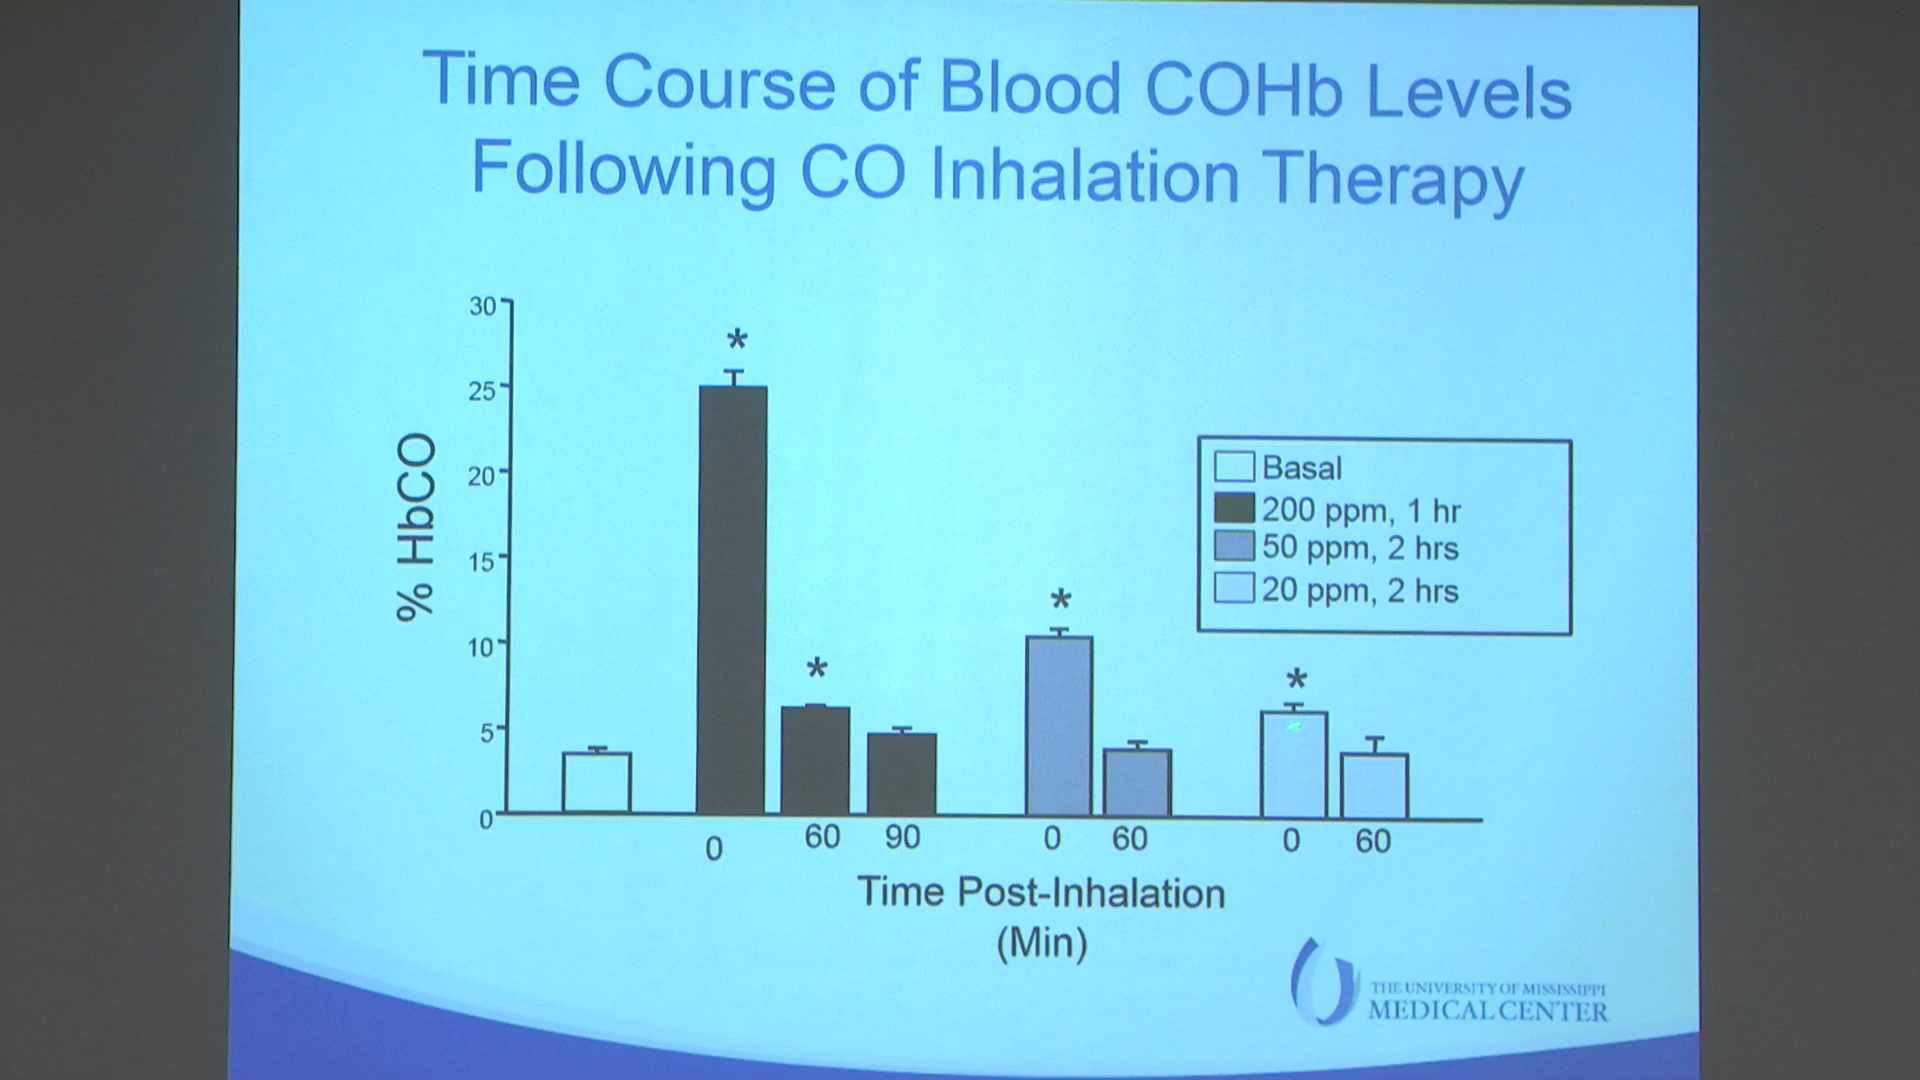 Time Course of Blood COHb Levels
Following CO Inhalation Therapy
30
25
20
15
10
5
0
% HbCO
*
*
*
*
Basal
200 ppm, 1 hr
50 ppm, 2 hrs
20 ppm, 2 hrs
0 60 90 0 60 0 60
Time Post-Inhalation
(Min)
THE UNIVERSITY OF MISSISSIPPI
MEDICAL CENTER